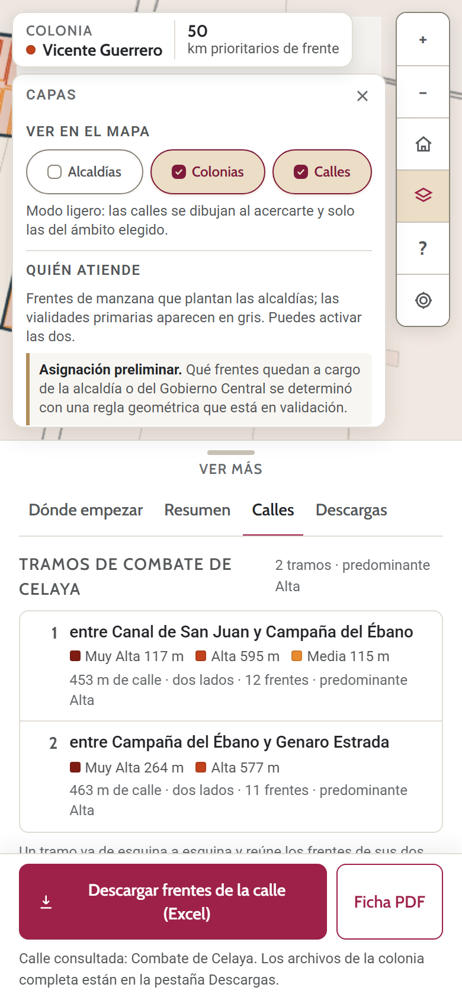 COLONIA
Vicente Guerrero
50
km prioritarios de frente
+
−
?
CAPAS
VER EN EL MAPA
Alcaldías
Colonias
Calles
Modo ligero: las calles se dibujan al acercarte y solo
las del ámbito elegido.
QUIÉN ATIENDE
Frentes de manzana que plantan las alcaldías; las
vialidades primarias aparecen en gris. Puedes activar
las dos.
Asignación preliminar. Qué frentes quedan a cargo
de la alcaldía o del Gobierno Central se determinó
con una regla geométrica que está en validación.
VER MÁS
Dónde empezar
Resumen
Calles
Descargas
TRAMOS DE COMBATE DE
CELAYA
2 tramos · predominante
Alta
1 entre Canal de San Juan y Campaña del Ébano
Muy Alta 117 m Alta 595 m Media 115 m
453 m de calle · dos lados · 12 frentes · predominante
Alta
2 entre Campaña del Ébano y Genaro Estrada
Muy Alta 264 m Alta 577 m
463 m de calle · dos lados · 11 frentes · predominante
Alta
Un tramo va de esquina a esquina y reúne los frentes de sus dos
Descargar frentes de la calle
(Excel)
Ficha PDF
Calle consultada: Combate de Celaya. Los archivos de la colonia
completa están en la pestaña Descargas.